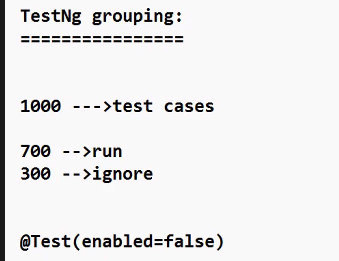 TestNg grouping:
================
1000 --->test cases
700 -->run
300 -->ignore
@Test(enabled=false)